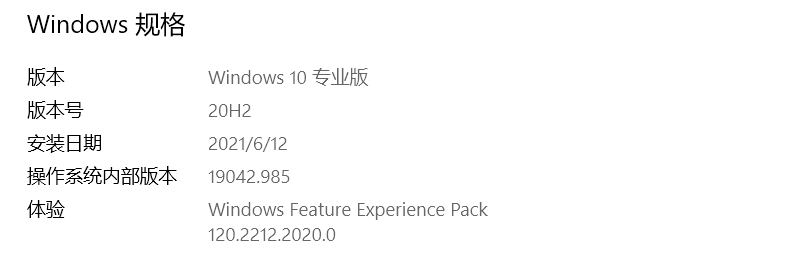 Windows 规格
版本 Windows 10 专业版
版本号 20H2
安装日期 2021/6/12
操作系统内部版本 19042.985
体验 Windows Feature Experience Pack
120.2212.2020.0